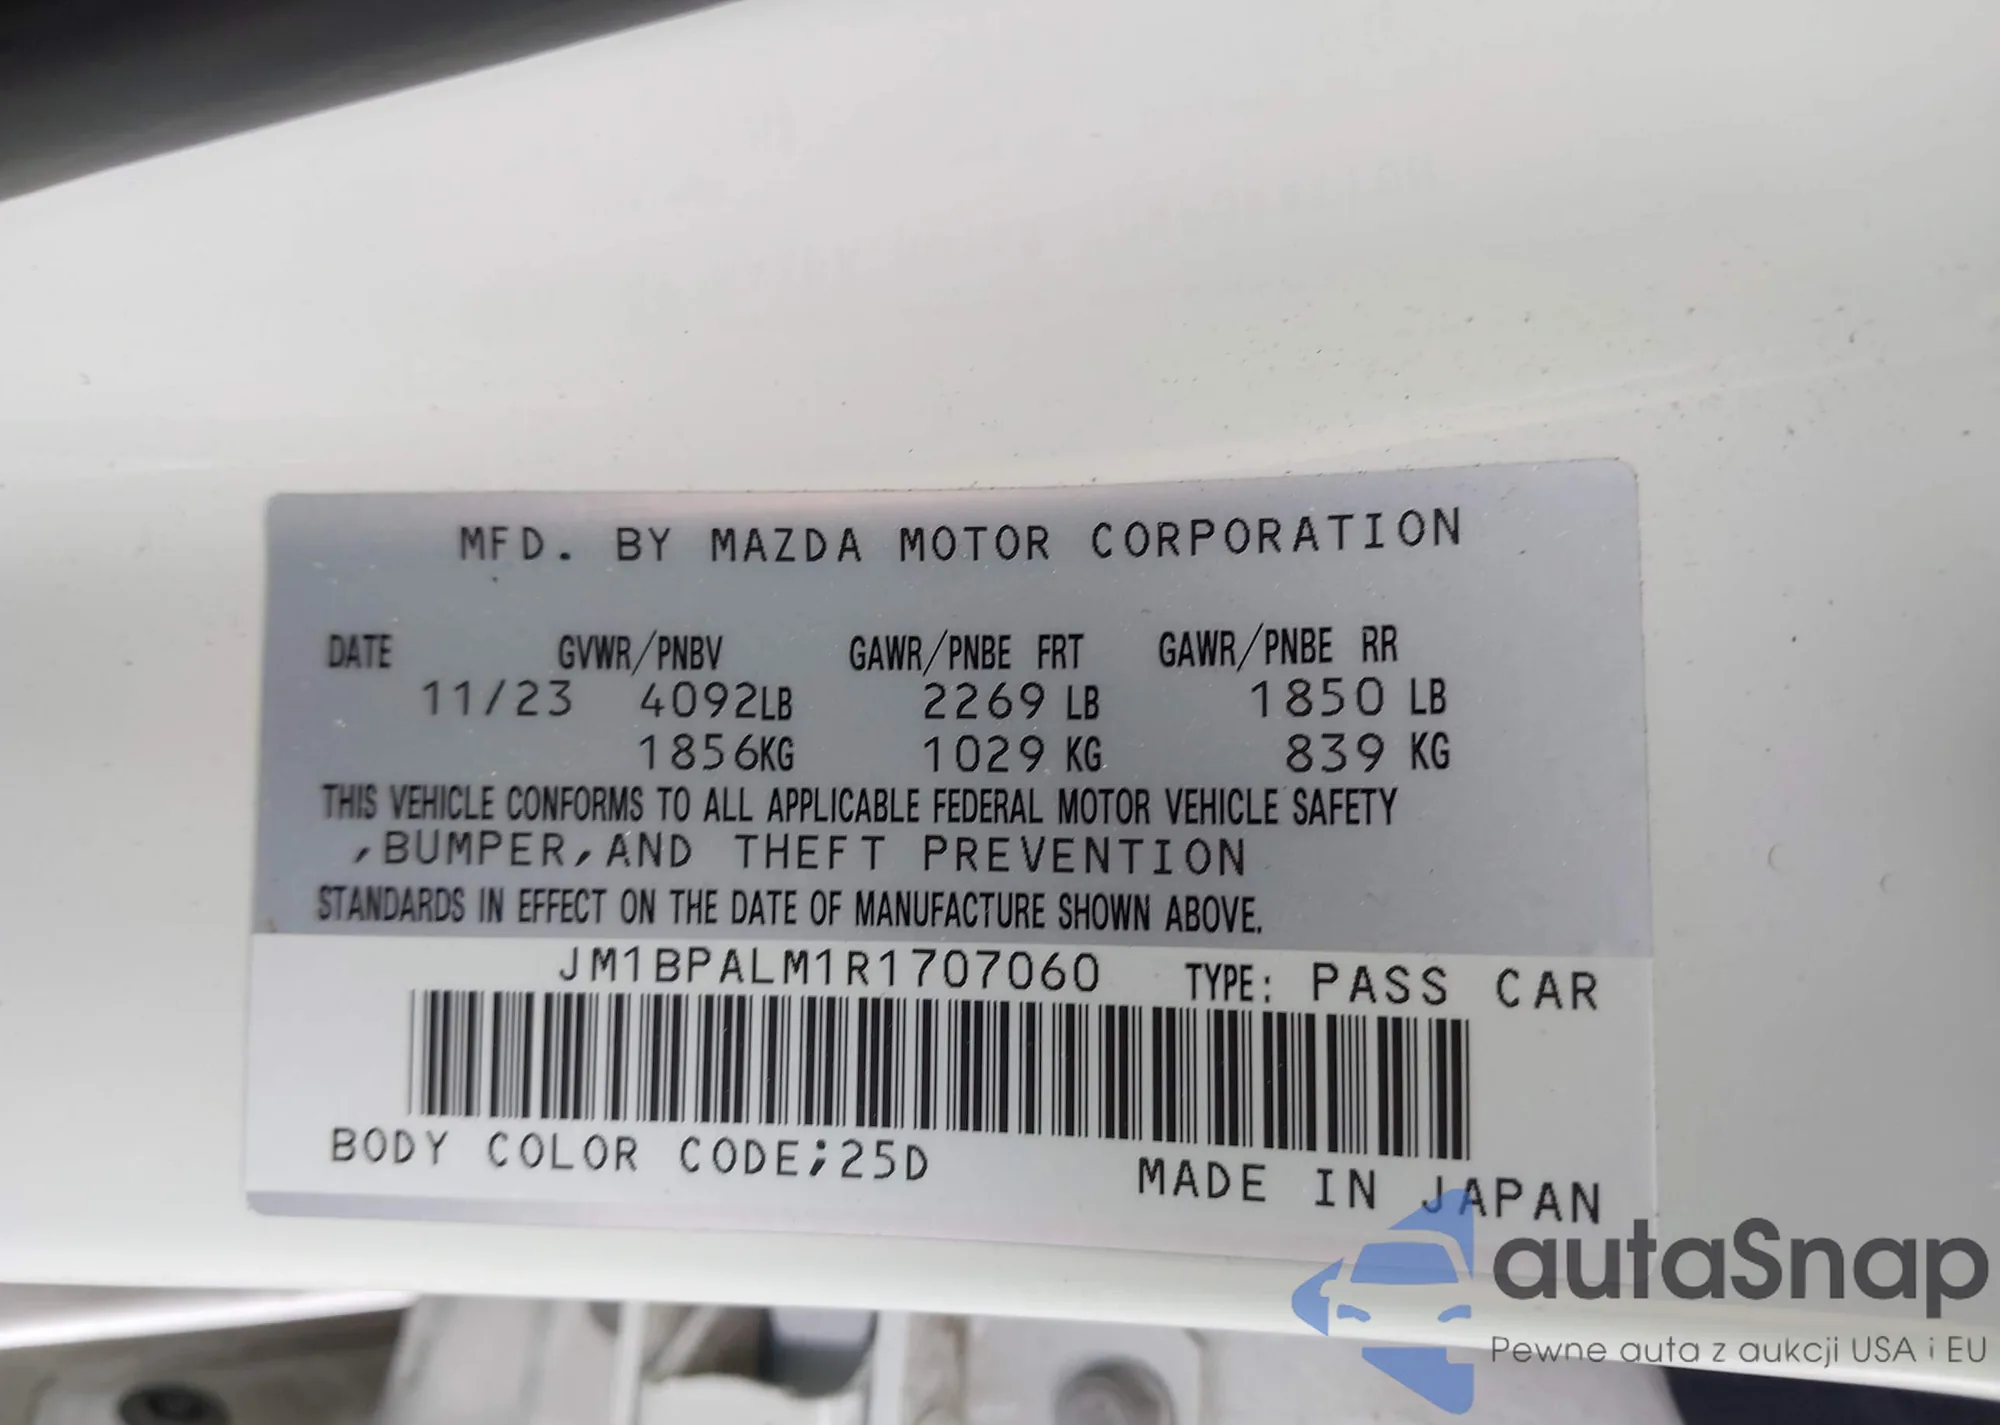 MFD. BY MAZDA MOTOR CORPORATION
DATE GVWR/PNBV GAWR/PNBE FRT GAWR/PNBE RR
11/23 4092LB 2269 LB 1850 LB
1856KG 1029 KG 839 KG
THIS VEHICLE CONFORMS TO ALL APPLICABLE FEDERAL MOTOR VEHICLE SAFETY
,BUMPER,AND THEFT PREVENTION
STANDARDS IN EFFECT ON THE DATE OF MANUFACTURE SHOWN ABOVE.
JM1BPALM1R1707060 TYPE: PASS CAR
BODY COLOR CODE;25D
MADE IN JAPAN
autaSnap
Pewne auta z aukcji USA i EU